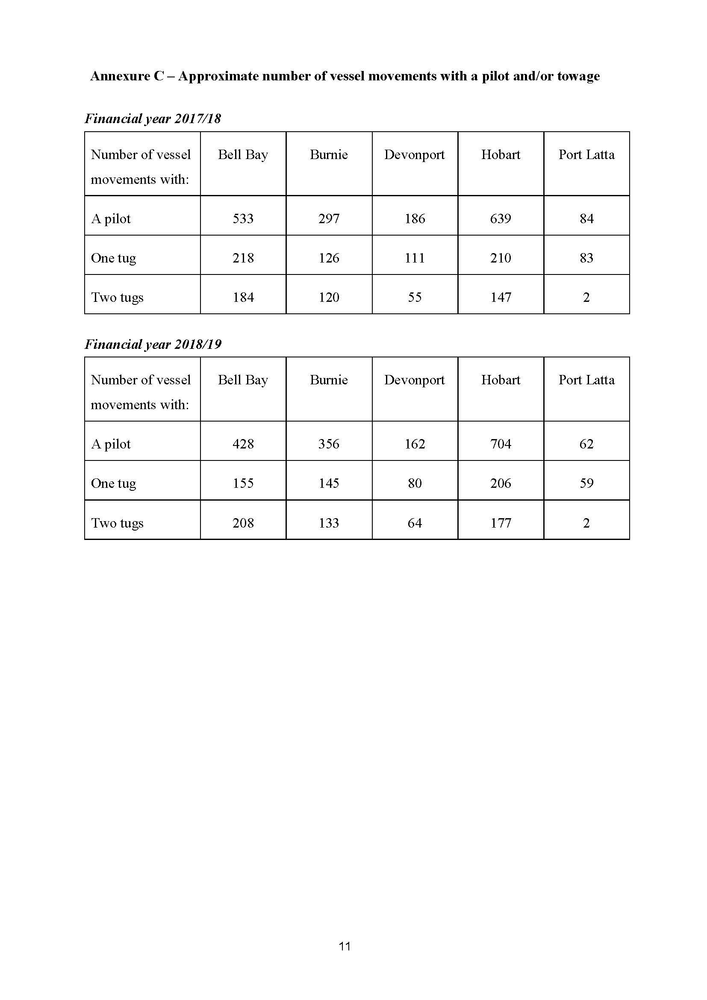 Annexure C – Approximate number of vessel movements with a pilot and/or towage
Financial year 2017/18
Number of vessel movements with: Bell Bay Burnie Devonport Hobart Port Latta
A pilot 533 297 186 639 84
One tug 218 126 111 210 83
Two tugs 184 120 55 147 2
Financial year 2018/19
Number of vessel movements with: Bell Bay Burnie Devonport Hobart Port Latta
A pilot 428 356 162 704 62
One tug 155 145 80 206 59
Two tugs 208 133 64 177 2
11